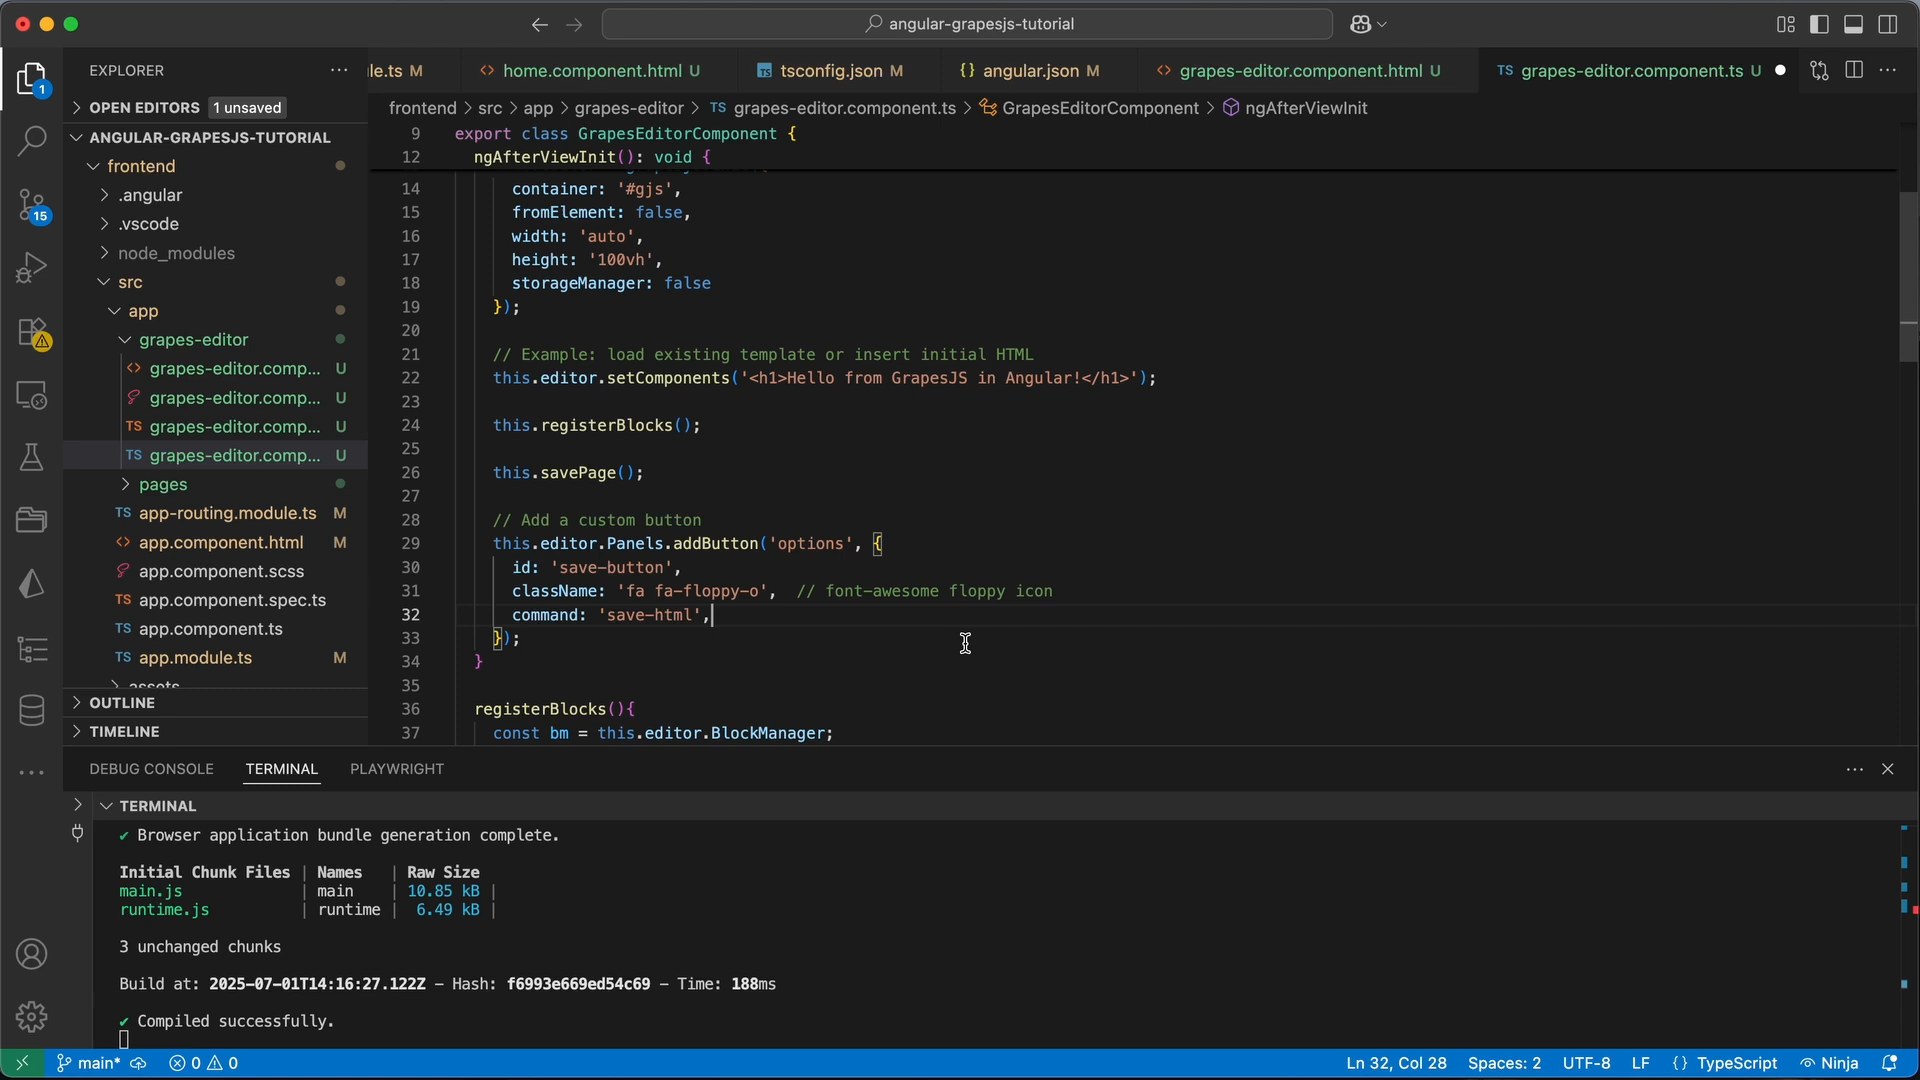 angular-grapesjs-tutorial
EXPLORER
le.ts M
home.component.html U
TS tsconfig.json M
{} angular.json M
grapes-editor.component.html U
TS grapes-editor.component.ts U
OPEN EDITORS 1 unsaved
frontend > src > app > grapes-editor > TS grapes-editor.component.ts > GrapesEditorComponent > ngAfterViewInit
ANGULAR-GRAPESJS-TUTORIAL
frontend
.angular
.vscode
node_modules
src
app
grapes-editor
grapes-editor.comp... U
grapes-editor.comp... U
TS grapes-editor.comp... U
TS grapes-editor.comp... U
pages
TS app-routing.module.ts M
app.component.html M
app.component.scss
TS app.component.spec.ts
TS app.component.ts
TS app.module.ts M
assets
OUTLINE
TIMELINE
1
15
9 export class GrapesEditorComponent {
12 ngAfterViewInit(): void {
14 container: '#gjs',
15 fromElement: false,
16 width: 'auto',
17 height: '100vh',
18 storageManager: false
19 });
20
21 // Example: load existing template or insert initial HTML
22 this.editor.setComponents('<h1>Hello from GrapesJS in Angular!</h1>');
23
24 this.registerBlocks();
25
26 this.savePage();
27
28 // Add a custom button
29 this.editor.Panels.addButton('options', {
30 id: 'save-button',
31 className: 'fa fa-floppy-o', // font-awesome floppy icon
32 command: 'save-html',
33 });
34 }
35
36 registerBlocks(){
37 const bm = this.editor.BlockManager;
DEBUG CONSOLE TERMINAL PLAYWRIGHT
TERMINAL
✔ Browser application bundle generation complete.
Initial Chunk Files | Names | Raw Size
main.js | main | 10.85 kB |
runtime.js | runtime | 6.49 kB |
3 unchanged chunks
Build at: 2025-07-01T14:16:27.122Z - Hash: f6993e669ed54c69 - Time: 188ms
✔ Compiled successfully.
main* 0 0 Ln 32, Col 28 Spaces: 2 UTF-8 LF {} TypeScript Ninja